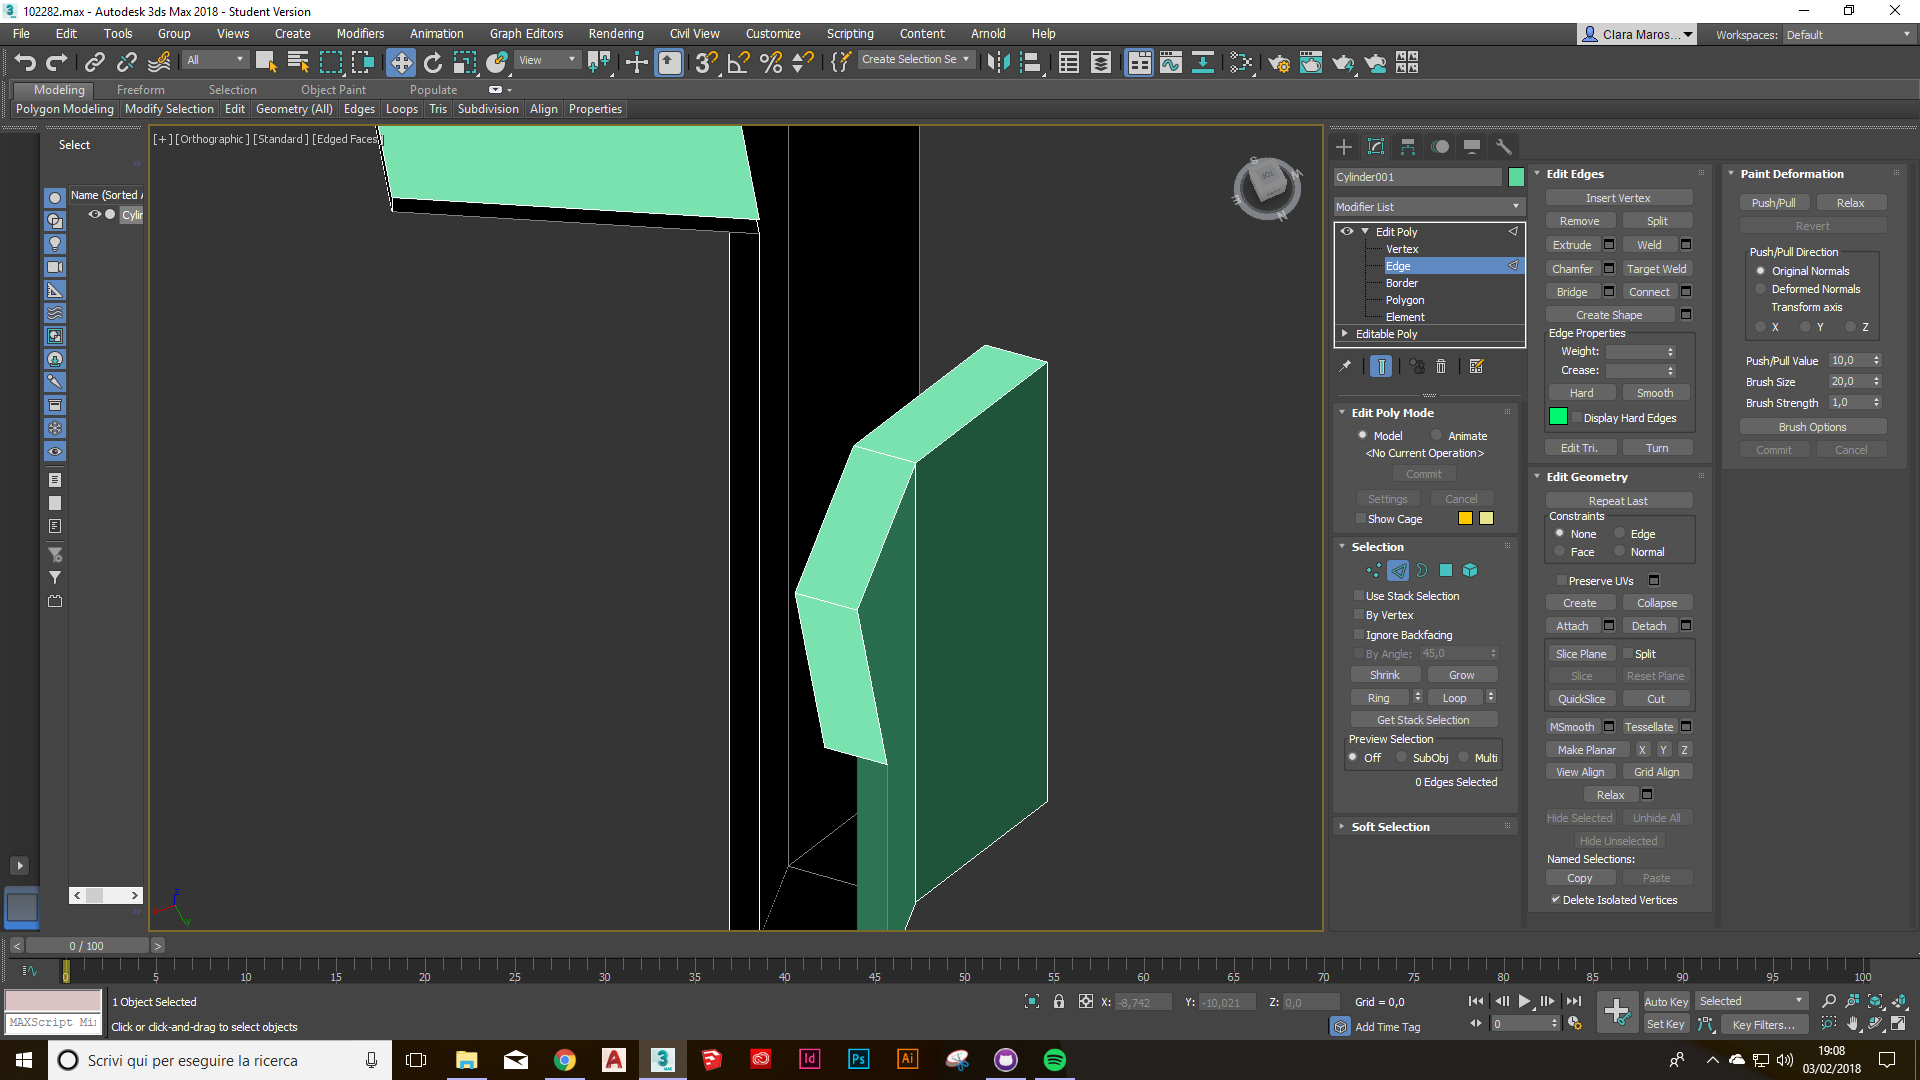 102282.max - Autodesk 3ds Max 2018 - Student Version
File Edit Tools Group Views Create Modifiers Animation Graph Editors Rendering Civil View Customize Scripting Content Arnold Help
Clara Maros...
Workspaces: Default
All
View
Create Selection Se
Modeling Freeform Selection Object Paint Populate
Polygon Modeling Modify Selection Edit Geometry (All) Edges Loops Tris Subdivision Align Properties
Select
Name (Sorted A
Cylin
[+] [Orthographic ] [Standard ] [Edged Faces ]
TOP
Cylinder001
Modifier List
Edit Poly
Vertex
Edge
Border
Polygon
Element
Editable Poly
Edit Poly Mode
Model Animate
<No Current Operation>
Commit
Settings Cancel
Show Cage
Selection
Use Stack Selection
By Vertex
Ignore Backfacing
By Angle: 45,0
Shrink Grow
Ring Loop
Get Stack Selection
Preview Selection
Off SubObj Multi
0 Edges Selected
Soft Selection
Edit Edges
Insert Vertex
Remove Split
Extrude Weld
Chamfer Target Weld
Bridge Connect
Create Shape
Edge Properties
Weight:
Crease:
Hard Smooth
Display Hard Edges
Edit Tri. Turn
Edit Geometry
Repeat Last
Constraints
None Edge
Face Normal
Preserve UVs
Create Collapse
Attach Detach
Slice Plane Split
Slice Reset Plane
QuickSlice Cut
MSmooth Tessellate
Make Planar X Y Z
View Align Grid Align
Relax
Hide Selected Unhide All
Hide Unselected
Named Selections:
Copy Paste
Delete Isolated Vertices
Paint Deformation
Push/Pull Relax
Revert
Push/Pull Direction
Original Normals
Deformed Normals
Transform axis
X Y Z
Push/Pull Value 10,0
Brush Size 20,0
Brush Strength 1,0
Brush Options
Commit Cancel
0 / 100
0 5 10 15 20 25 30 35 40 45 50 55 60 65 70 75 80 85 90 95 100
1 Object Selected
X: -8,742 Y: -10,021 Z: 0,0 Grid = 0,0
Auto Key Selected
MAXScript Mi
Click or click-and-drag to select objects
Add Time Tag
0
Set Key Key Filters...
Scrivi qui per eseguire la ricerca
19:08
03/02/2018